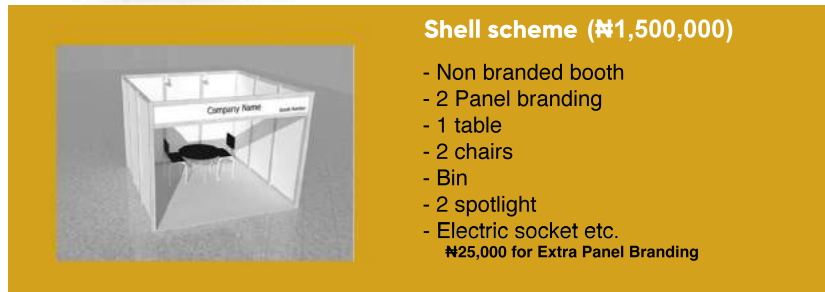 Shell scheme (₦1,500,000)
Company Name
- Non branded booth
- 2 Panel branding
- 1 table
- 2 chairs
- Bin
- 2 spotlight
- Electric socket etc.
₦25,000 for Extra Panel Branding